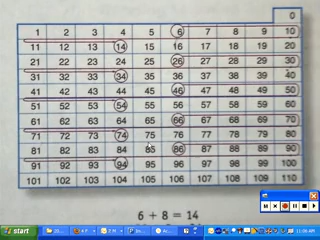 0
1 2 3 4 5 6 7 8 9 10
11 12 13 14 15 16 17 18 19 20
21 22 23 24 25 26 27 28 29 30
31 32 33 34 35 36 37 38 39 40
41 42 43 44 45 46 47 48 49 50
51 52 53 54 55 56 57 58 59 60
61 62 63 64 65 66 67 68 69 70
71 72 73 74 75 76 77 78 79 80
81 82 83 84 85 86 87 88 89 90
91 92 93 94 95 96 97 98 99 100
101 102 103 104 105 106 107 108 109 110
6 + 8 = 14
start